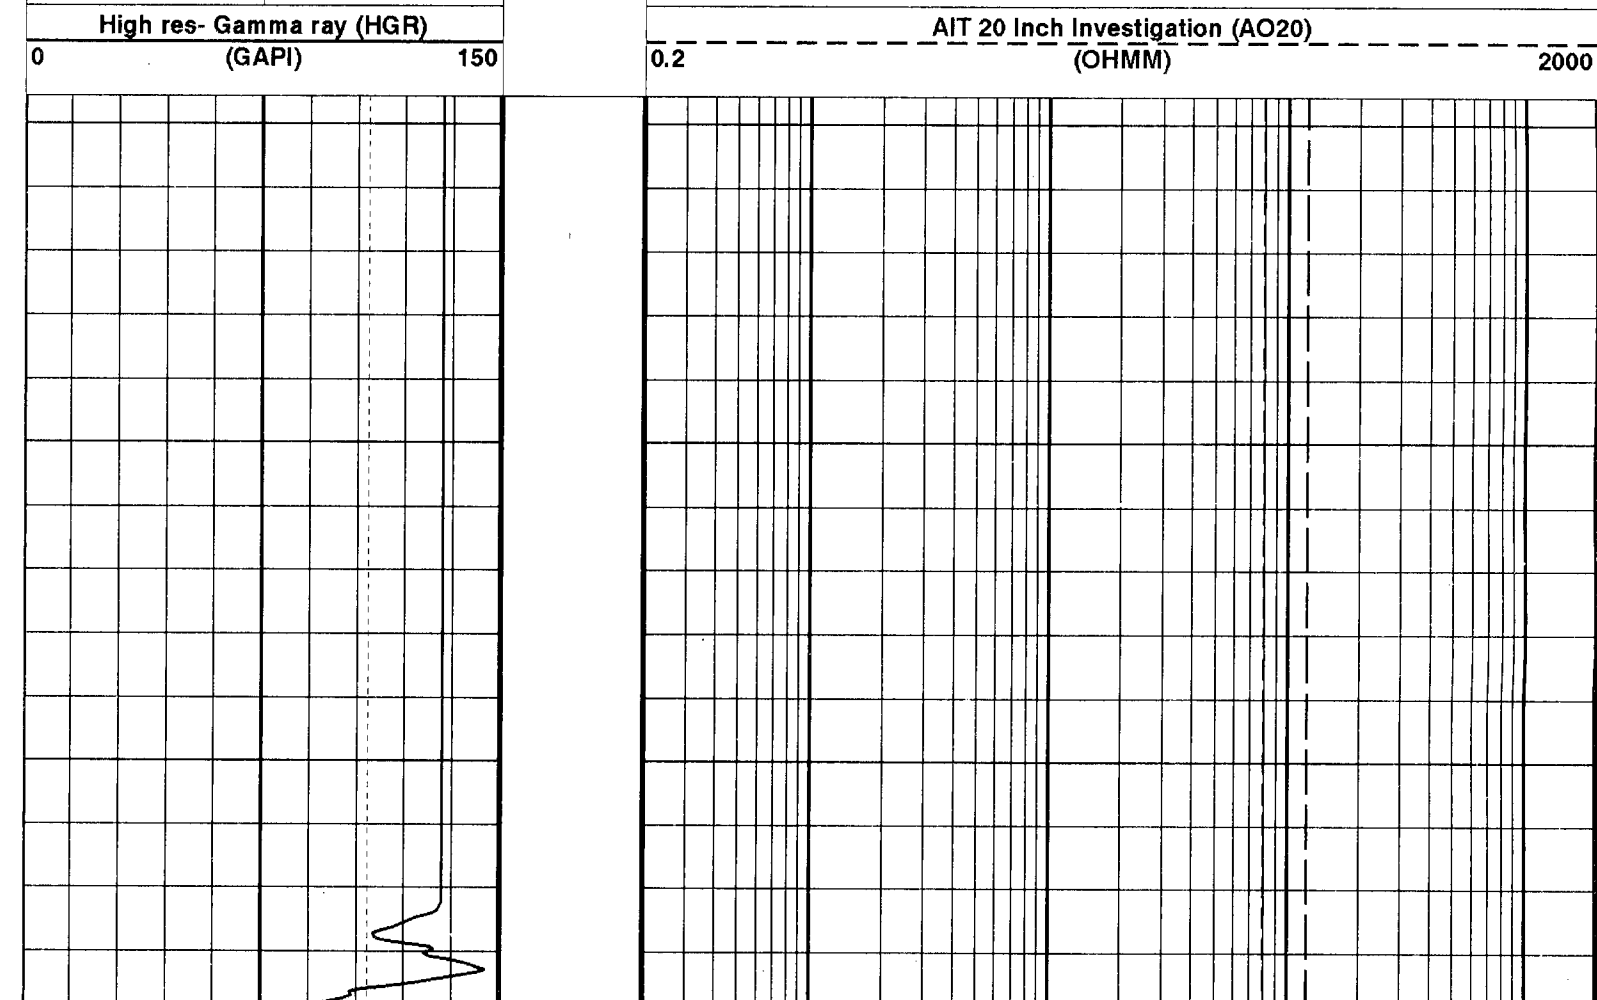 High res- Gamma ray (HGR)
0 (GAPI) 150
AIT 20 Inch Investigation (AO20)
0.2 (OHMM) 2000